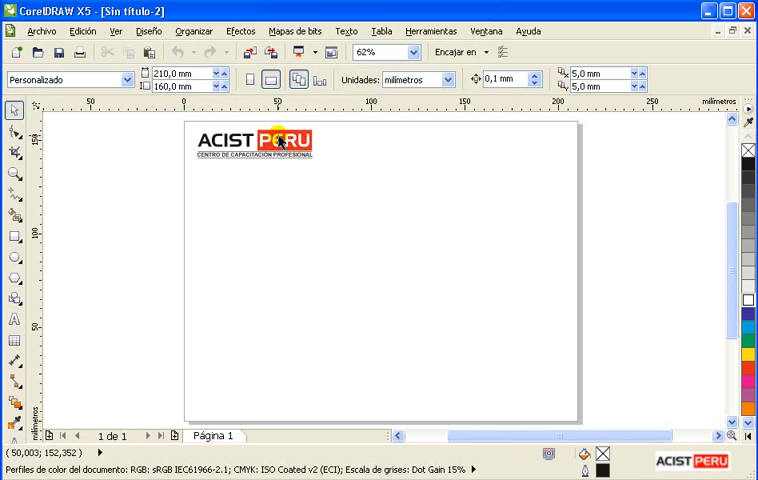 CorelDRAW X5 - [Sin título-2]
Archivo Edición Ver Diseño Organizar Efectos Mapas de bits Texto Tabla Herramientas Ventana Ayuda
62% Encajar en
Personalizado 210,0 mm 160,0 mm Unidades: milímetros 0,1 mm 5,0 mm 5,0 mm
50 0 50 100 150 200 250 milímetros
150
100
50
milímetros
ACIST PERU
CENTRO DE CAPACITACIÓN PROFESIONAL
1 de 1 Página 1
( 50,003; 152,352 )
Perfiles de color del documento: RGB: sRGB IEC61966-2.1; CMYK: ISO Coated v2 (ECI); Escala de grises: Dot Gain 15%
ACIST PERU